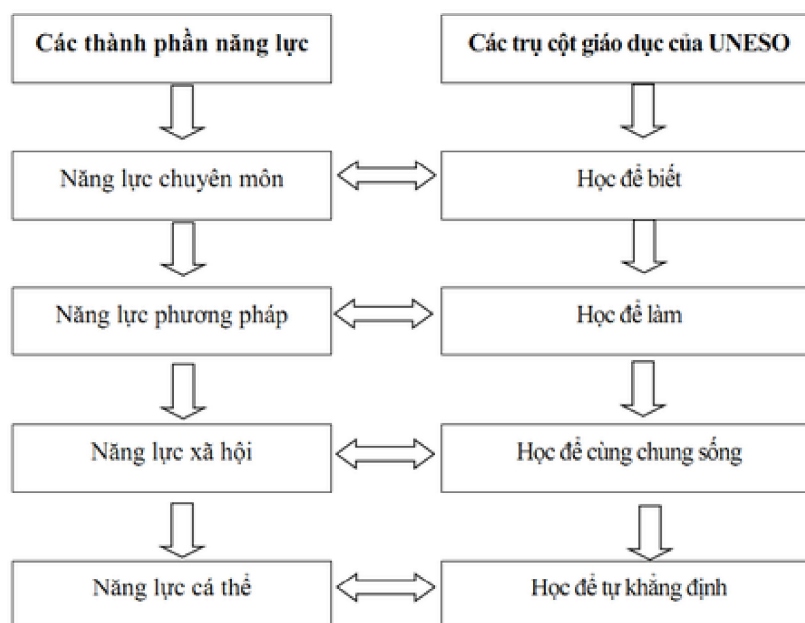 Các thành phần năng lực
Các trụ cột giáo dục của UNESO
Năng lực chuyên môn
Học để biết
Năng lực phương pháp
Học để làm
Năng lực xã hội
Học để cùng chung sống
Năng lực cá thể
Học để tự khẳng định